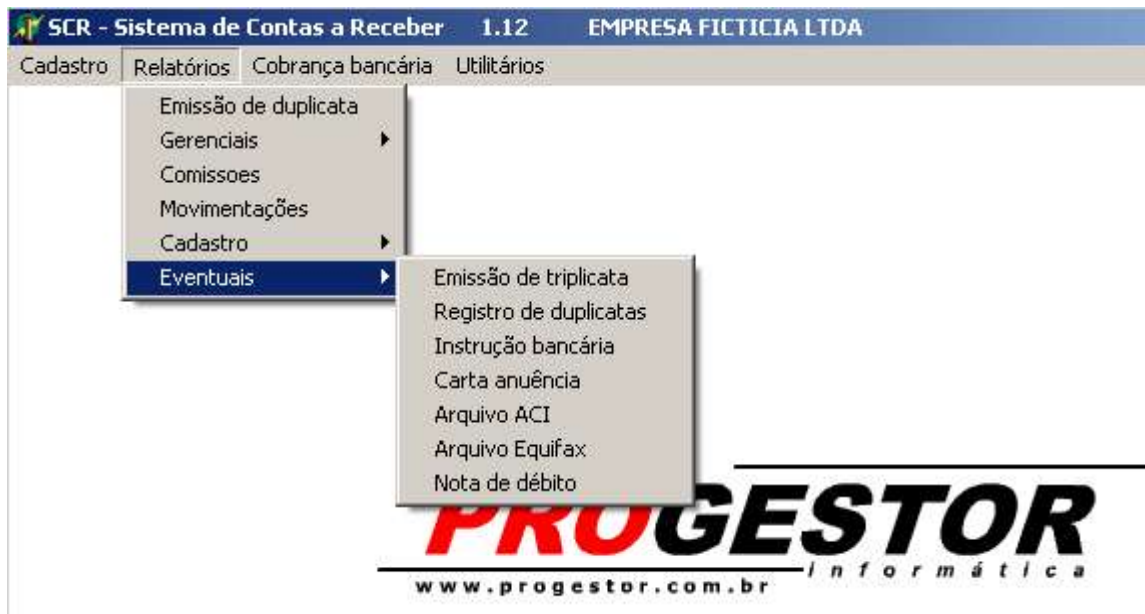 SCR - Sistema de Contas a Receber 1.12 EMPRESA FICTICIA LTDA
Cadastro Relatórios Cobrança bancária Utilitários
Emissão de duplicata
Gerenciais
Comissoes
Movimentações
Cadastro
Eventuais
Emissão de triplicata
Registro de duplicatas
Instrução bancária
Carta anuência
Arquivo ACI
Arquivo Equifax
Nota de débito
PROGESTOR
informática
www.progestor.com.br